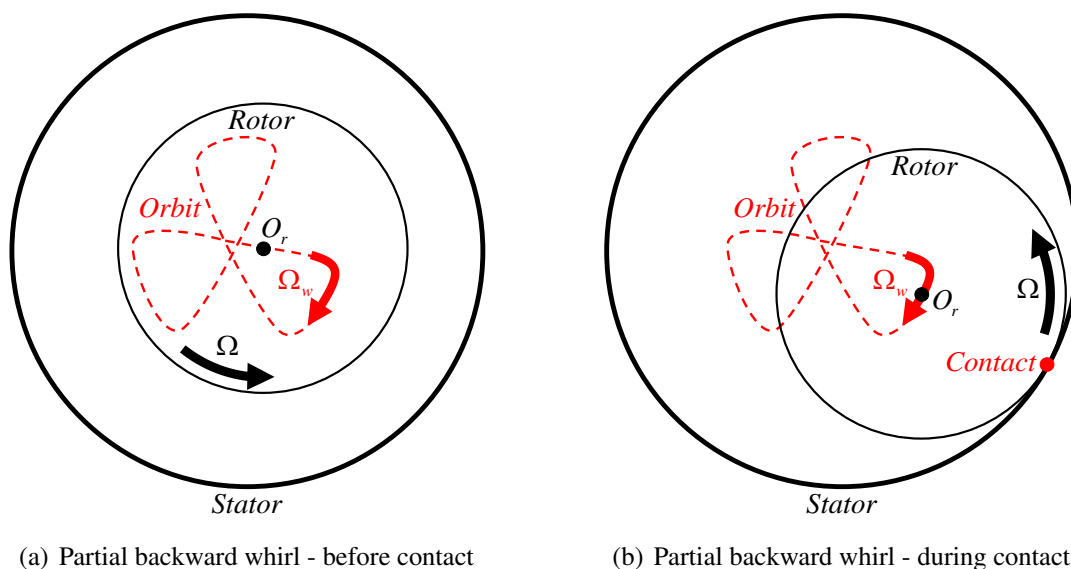 Rotor
Orbit
O_r
Ω_w
Ω
Stator
(a) Partial backward whirl - before contact
Rotor
Orbit
Ω_w
O_r
Ω
Contact
Stator
(b) Partial backward whirl - during contact